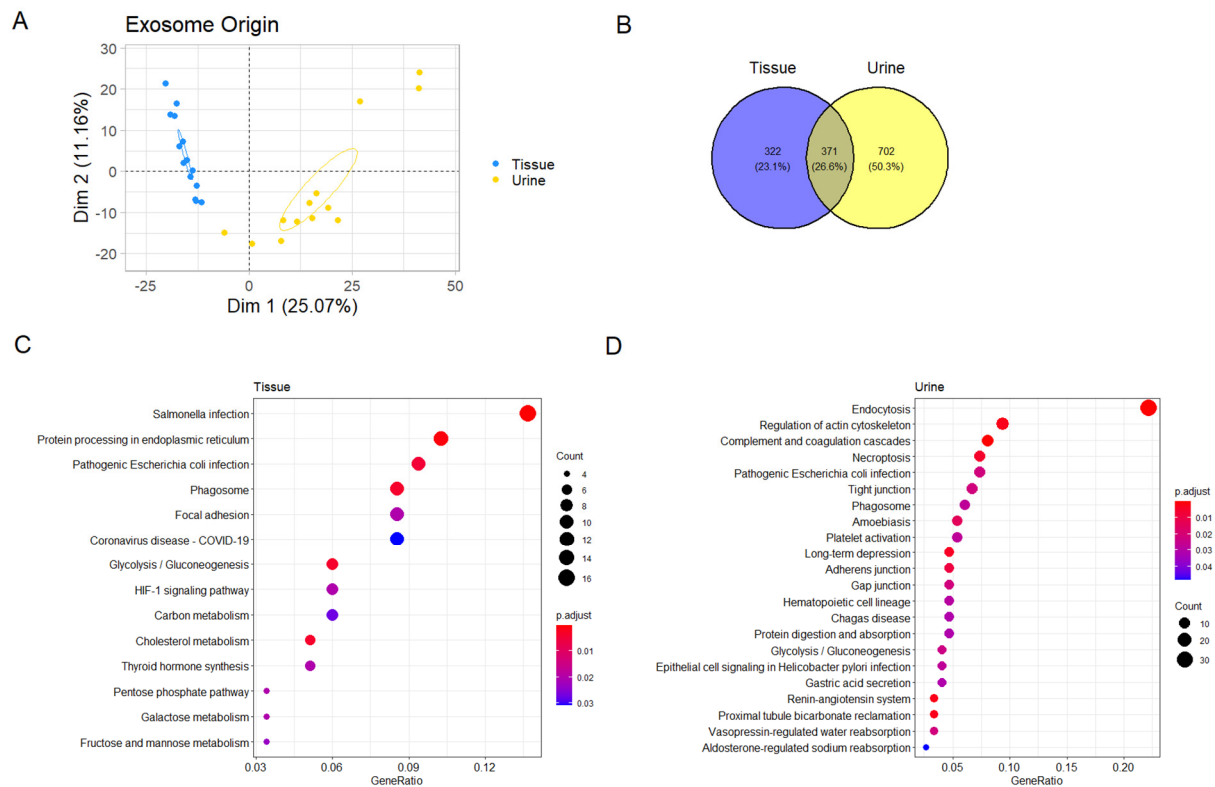 A
Exosome Origin
30
20
10
0
-10
-20
Dim 2 (11.16%)
-25
0
25
50
Dim 1 (25.07%)
Tissue
Urine
B
Tissue
Urine
322
(23.1%)
371
(26.6%)
702
(50.3%)
C
Tissue
Salmonella infection
Protein processing in endoplasmic reticulum
Pathogenic Escherichia coli infection
Phagosome
Focal adhesion
Coronavirus disease - COVID-19
Glycolysis / Gluconeogenesis
HIF-1 signaling pathway
Carbon metabolism
Cholesterol metabolism
Thyroid hormone synthesis
Pentose phosphate pathway
Galactose metabolism
Fructose and mannose metabolism
0.03
0.06
0.09
0.12
GeneRatio
Count
4
6
8
10
12
14
16
p.adjust
0.01
0.02
0.03
D
Urine
Endocytosis
Regulation of actin cytoskeleton
Complement and coagulation cascades
Necroptosis
Pathogenic Escherichia coli infection
Tight junction
Phagosome
Amoebiasis
Platelet activation
Long-term depression
Adherens junction
Gap junction
Hematopoietic cell lineage
Chagas disease
Protein digestion and absorption
Glycolysis / Gluconeogenesis
Epithelial cell signaling in Helicobacter pylori infection
Gastric acid secretion
Renin-angiotensin system
Proximal tubule bicarbonate reclamation
Vasopressin-regulated water reabsorption
Aldosterone-regulated sodium reabsorption
0.05
0.10
0.15
0.20
GeneRatio
p.adjust
0.01
0.02
0.03
0.04
Count
10
20
30